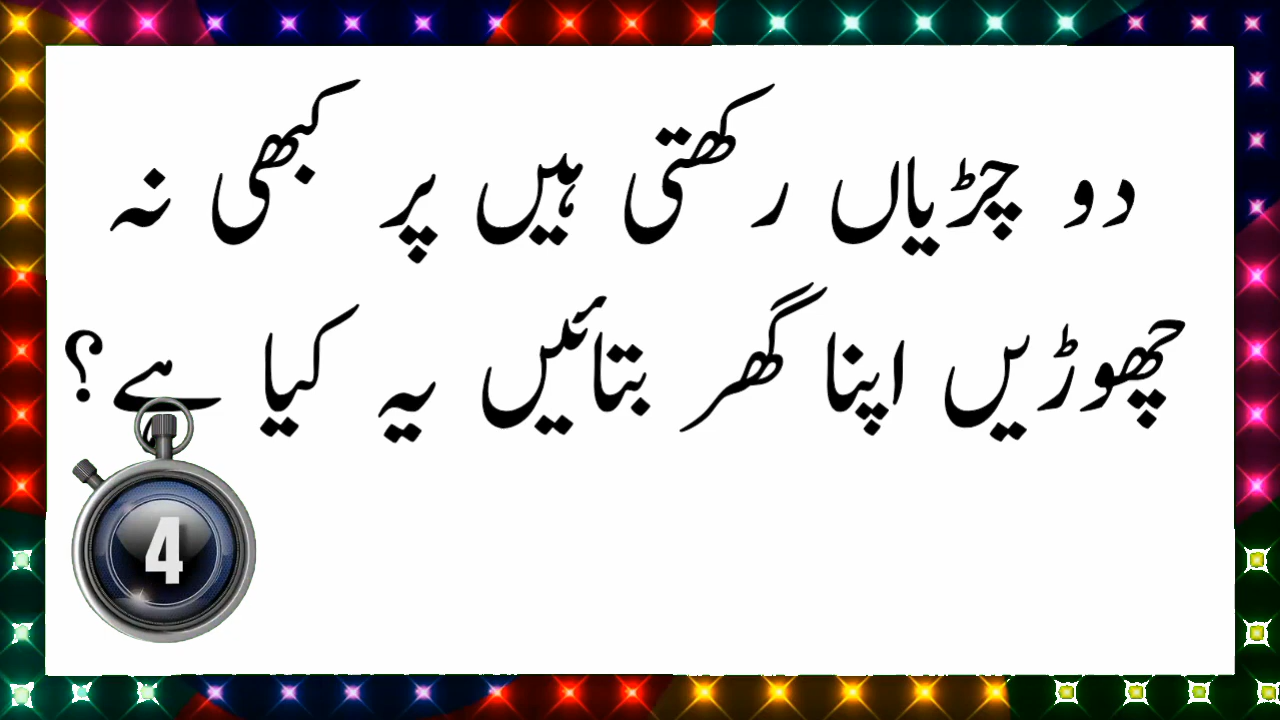 دو چڑیاں رکھتی ہیں پر کبھی نہ
چھوڑیں اپنا گھر بتائیں یہ کیا ہے؟
4